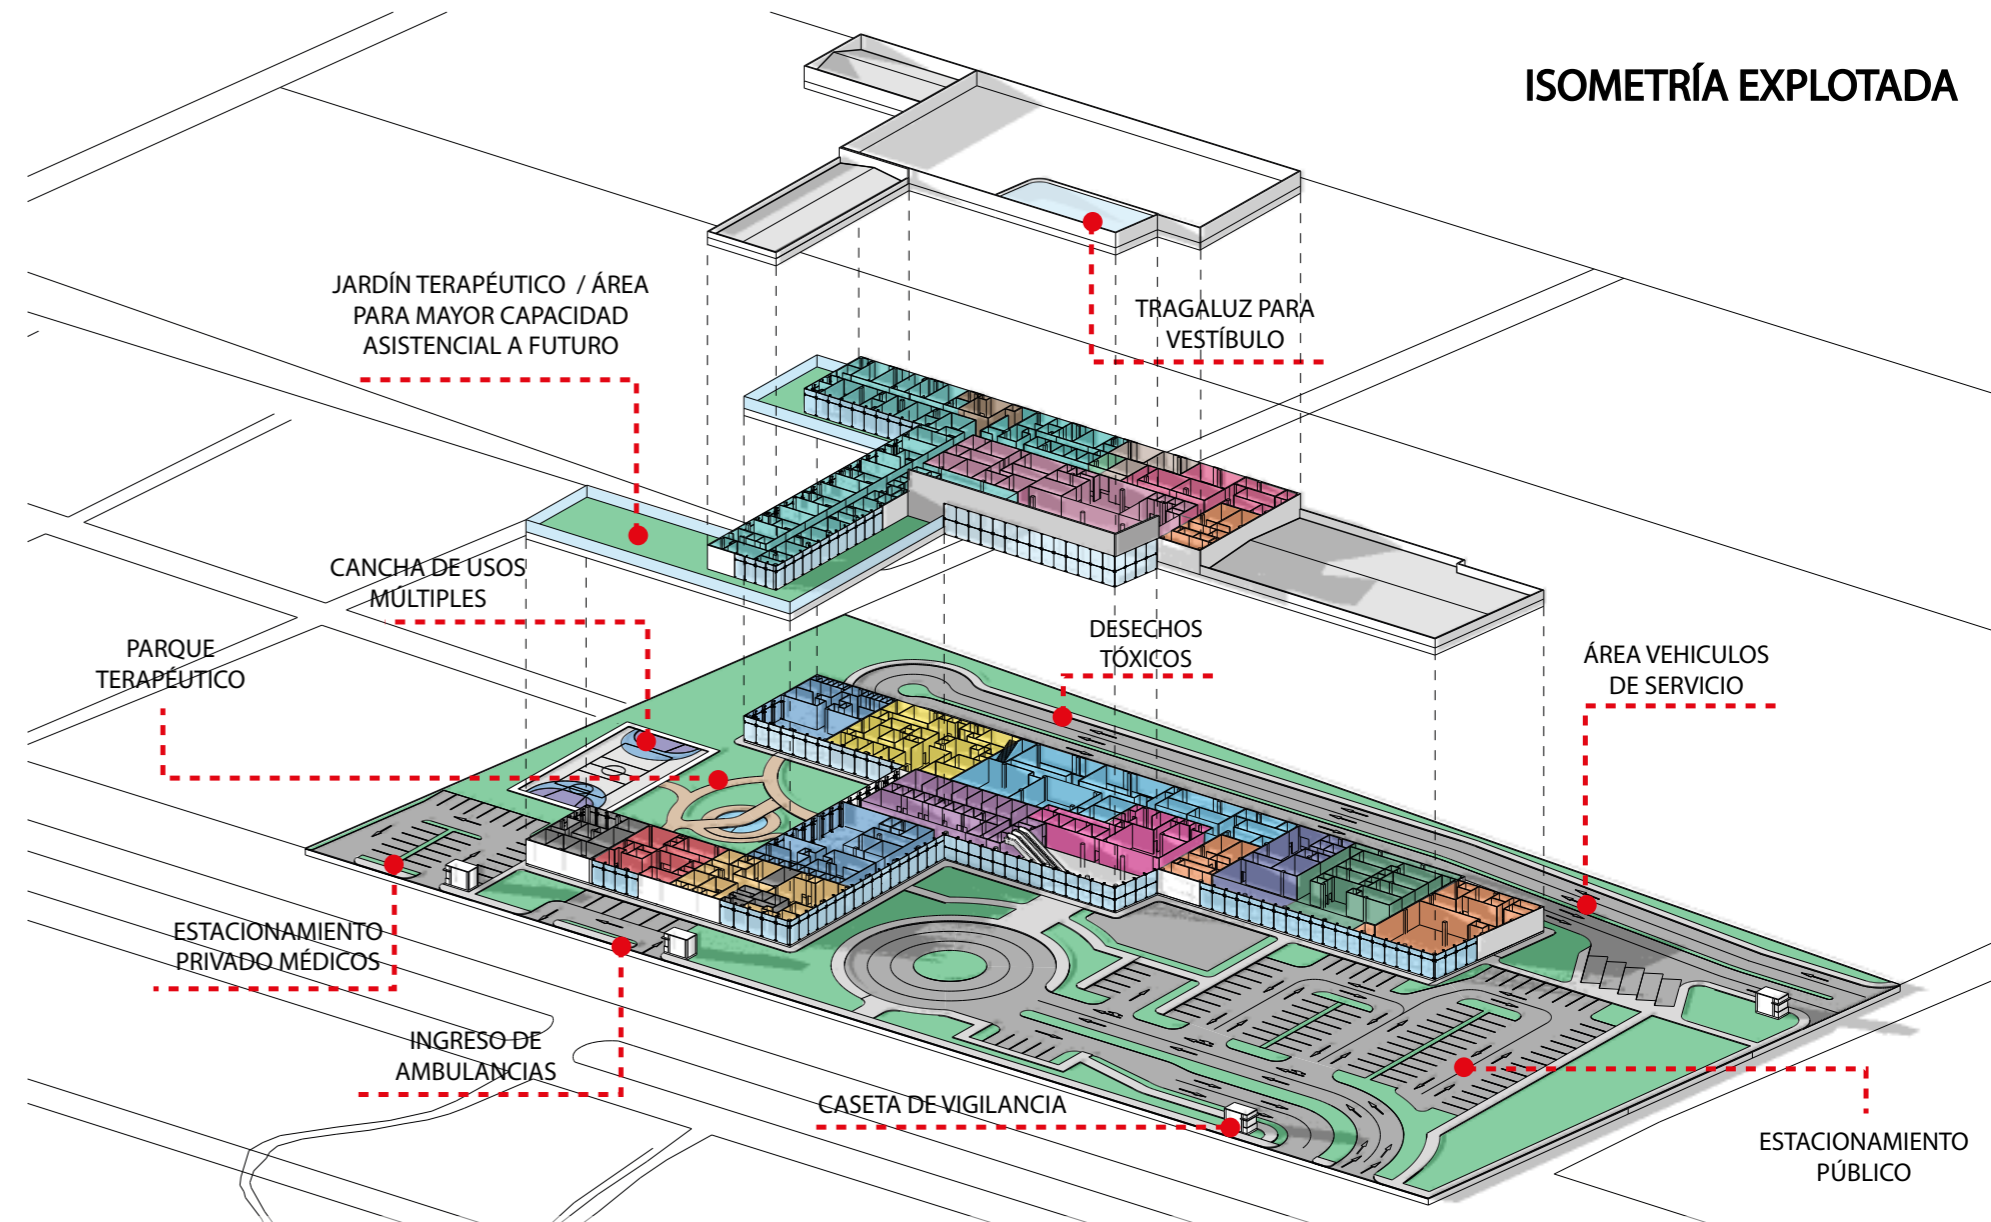 ISOMETRÍA EXPLOTADA
JARDÍN TERAPÉUTICO / ÁREA
PARA MAYOR CAPACIDAD
ASISTENCIAL A FUTURO
TRAGALUZ PARA
VESTÍBULO
CANCHA DE USOS
MÚLTIPLES
PARQUE
TERAPÉUTICO
DESECHOS
TÓXICOS
ÁREA VEHICULOS
DE SERVICIO
ESTACIONAMIENTO
PRIVADO MÉDICOS
INGRESO DE
AMBULANCIAS
CASETA DE VIGILANCIA
ESTACIONAMIENTO
PÚBLICO